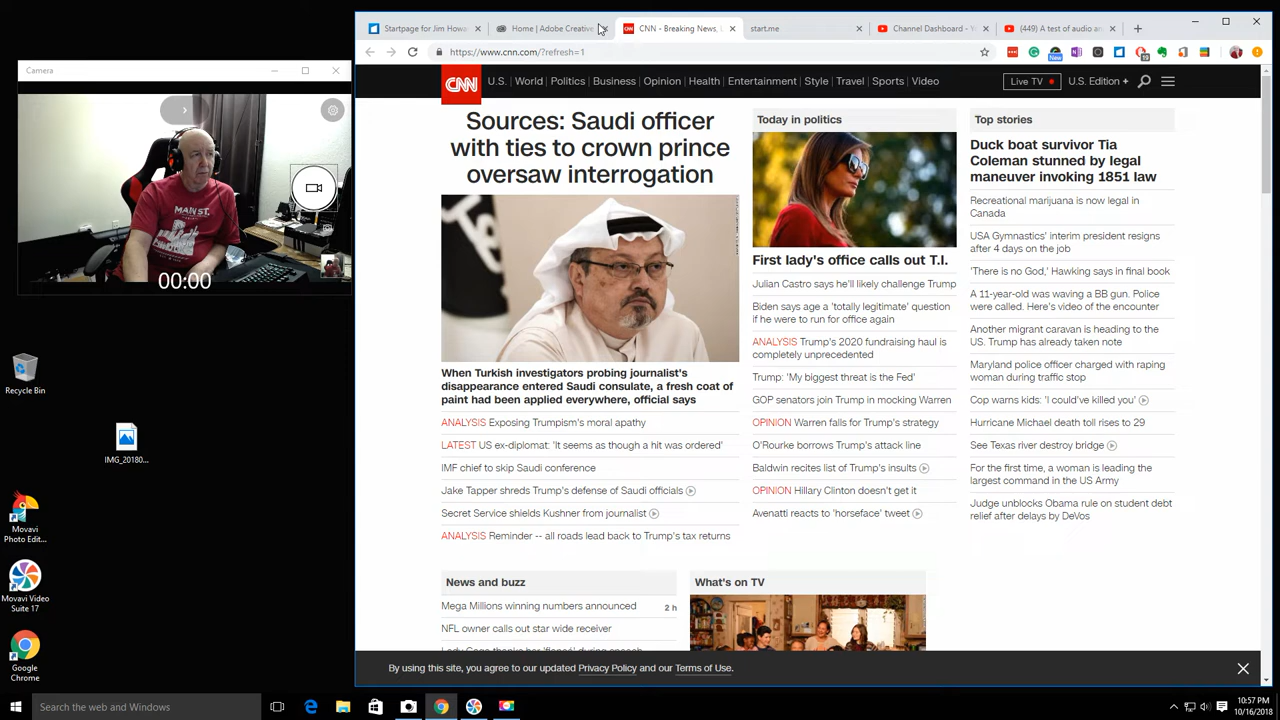 Startpage for Jim Howa
Home | Adobe Creative
CNN - Breaking News, L
start.me
Channel Dashboard - Y
(449) A test of audio an
https://www.cnn.com/?refresh=1
New
19
Camera
00:00
MAIN ST.
CNN
U.S. | World | Politics | Business | Opinion | Health | Entertainment | Style | Travel | Sports | Video
Live TV
U.S. Edition +
Sources: Saudi officer
with ties to crown prince
oversaw interrogation
When Turkish investigators probing journalist's
disappearance entered Saudi consulate, a fresh coat of
paint had been applied everywhere, official says
ANALYSIS Exposing Trumpism's moral apathy
LATEST US ex-diplomat: 'It seems as though a hit was ordered'
IMF chief to skip Saudi conference
Jake Tapper shreds Trump's defense of Saudi officials
Secret Service shields Kushner from journalist
ANALYSIS Reminder -- all roads lead back to Trump's tax returns
Today in politics
First lady's office calls out T.I.
Julian Castro says he'll likely challenge Trump
Biden says age a 'totally legitimate' question
if he were to run for office again
ANALYSIS Trump's 2020 fundraising haul is
completely unprecedented
Trump: 'My biggest threat is the Fed'
GOP senators join Trump in mocking Warren
OPINION Warren falls for Trump's strategy
O'Rourke borrows Trump's attack line
Baldwin recites list of Trump's insults
OPINION Hillary Clinton doesn't get it
Avenatti reacts to 'horseface' tweet
Top stories
Duck boat survivor Tia
Coleman stunned by legal
maneuver invoking 1851 law
Recreational marijuana is now legal in
Canada
USA Gymnastics' interim president resigns
after 4 days on the job
'There is no God,' Hawking says in final book
A 11-year-old was waving a BB gun. Police
were called. Here's video of the encounter
Another migrant caravan is heading to the
US. Trump has already taken note
Maryland police officer charged with raping
woman during traffic stop
Cop warns kids: 'I could've killed you'
Hurricane Michael death toll rises to 29
See Texas river destroy bridge
For the first time, a woman is leading the
largest command in the US Army
Judge unblocks Obama rule on student debt
relief after delays by DeVos
News and buzz
Mega Millions winning numbers announced 2 h
NFL owner calls out star wide receiver
What's on TV
By using this site, you agree to our updated Privacy Policy and our Terms of Use.
Recycle Bin
IMG_20180...
Movavi
Photo Edit...
Movavi Video
Suite 17
Google
Chrome
Search the web and Windows
10:57 PM
10/16/2018